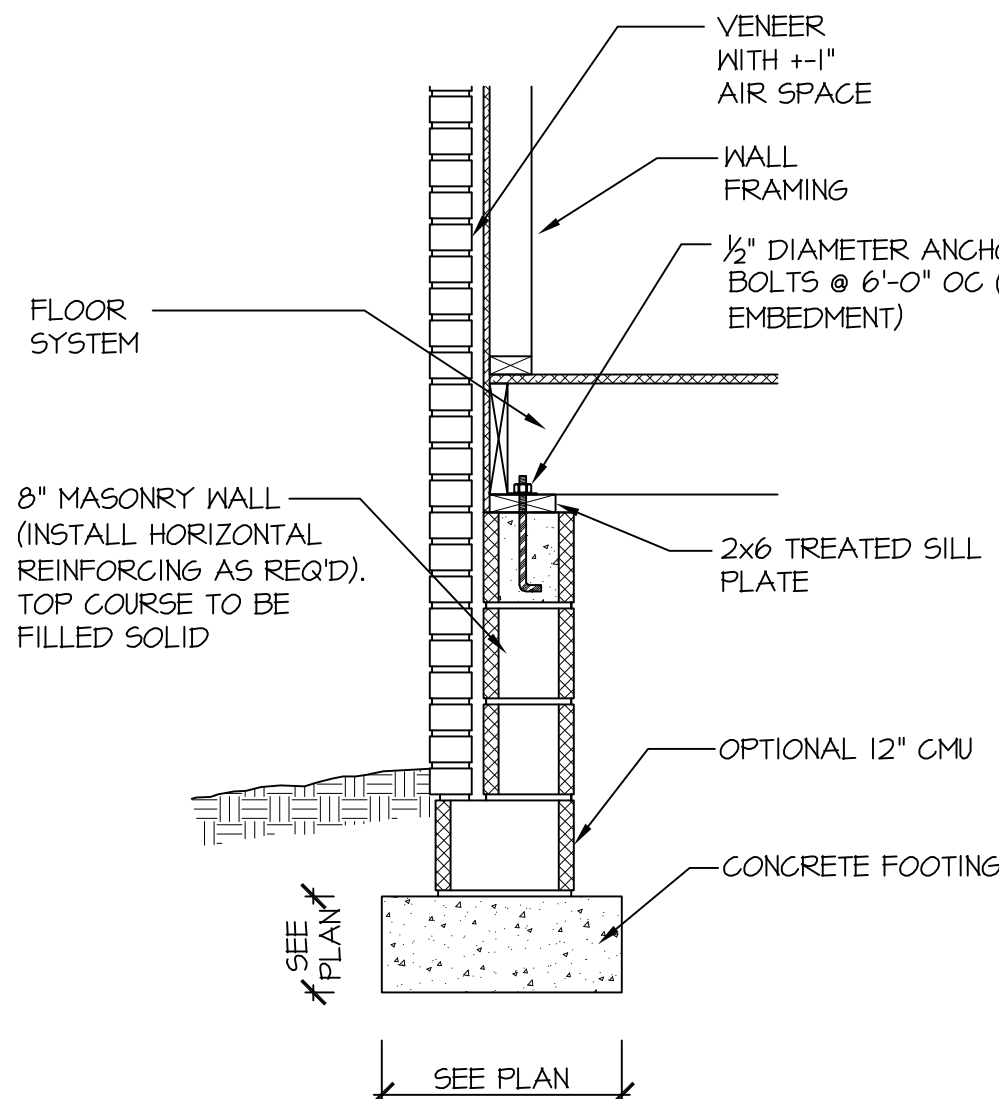 VENEER
WITH +-1"
AIR SPACE
WALL
FRAMING
½" DIAMETER
BOLTS @ 6'-0" OC (
EMBEDMENT)
FLOOR
SYSTEM
8" MASONRY WALL
(INSTALL HORIZONTAL
REINFORCING AS REQ'D).
TOP COURSE TO BE
FILLED SOLID
2x6 TREATED SILL
PLATE
OPTIONAL 12" CMU
CONCRETE FOOTING
SEE
PLAN
SEE PLAN